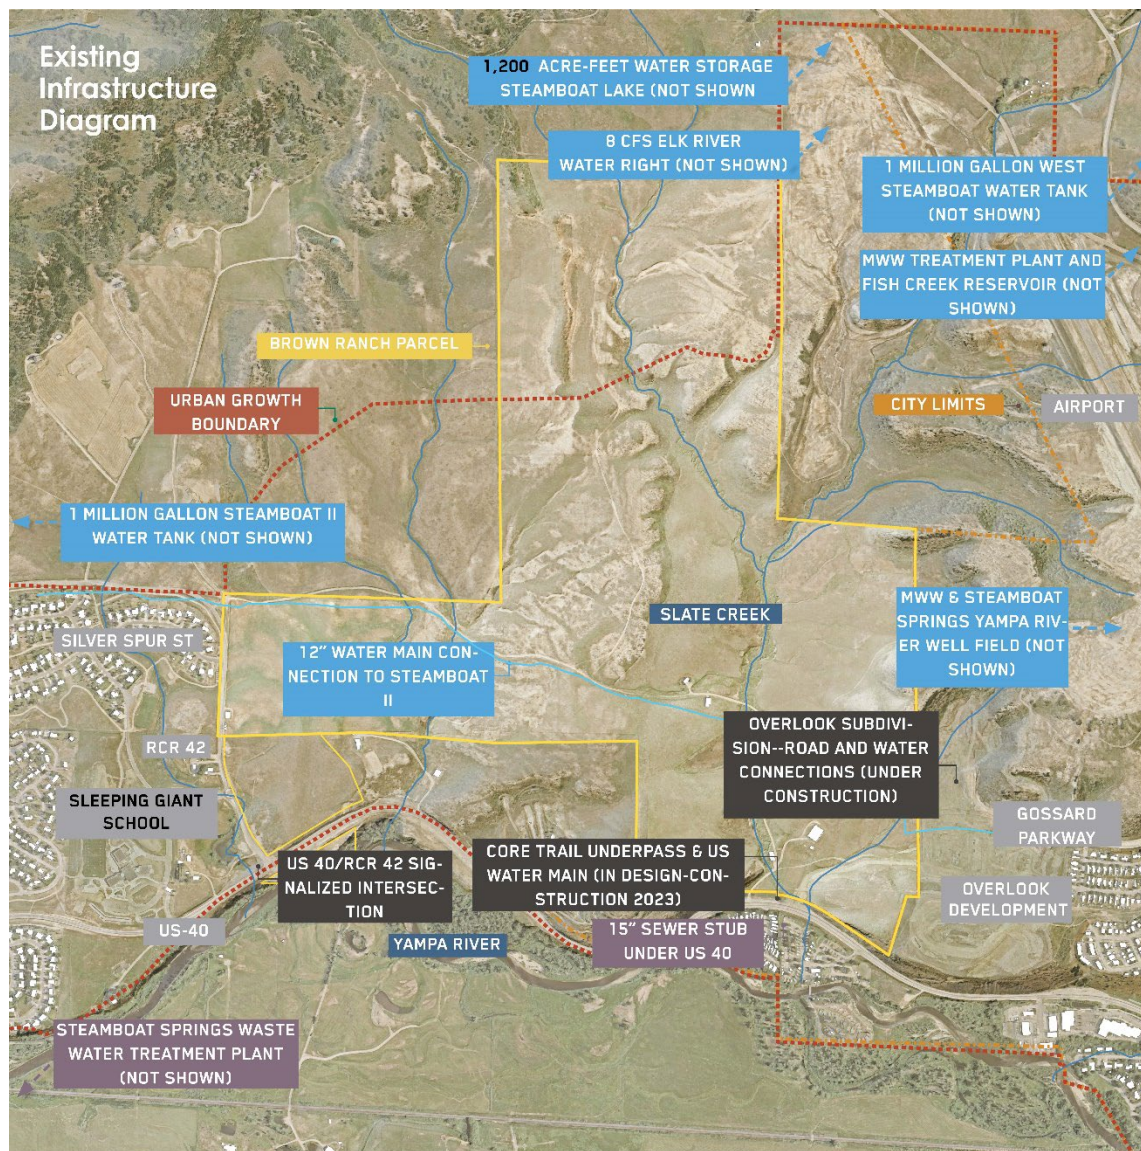 Existing
Infrastructure
Diagram
1,200 ACRE-FEET WATER STORAGE
STEAMBOAT LAKE (NOT SHOWN
8 CFS ELK RIVER
WATER RIGHT (NOT SHOWN)
1 MILLION GALLON WEST
STEAMBOAT WATER TANK
(NOT SHOWN)
MWW TREATMENT PLANT AND
FISH CREEK RESERVOIR (NOT
SHOWN)
BROWN RANCH PARCEL
URBAN GROWTH
BOUNDARY
CITY LIMITS
AIRPORT
1 MILLION GALLON STEAMBOAT II
WATER TANK (NOT SHOWN)
SLATE CREEK
MWW & STEAMBOAT
SPRINGS YAMPA RIV-
ER WELL FIELD (NOT
SHOWN)
SILVER SPUR ST
12" WATER MAIN CON-
NECTION TO STEAMBOAT
II
RCR 42
OVERLOOK SUBDIVI-
SION--ROAD AND WATER
CONNECTIONS (UNDER
CONSTRUCTION)
SLEEPING GIANT
SCHOOL
GOSSARD
PARKWAY
US 40/RCR 42 SIG-
NALIZED INTERSEC-
TION
CORE TRAIL UNDERPASS & US
WATER MAIN (IN DESIGN-CON-
STRUCTION 2023)
OVERLOOK
DEVELOPMENT
US-40
YAMPA RIVER
15" SEWER STUB
UNDER US 40
STEAMBOAT SPRINGS WASTE
WATER TREATMENT PLANT
(NOT SHOWN)